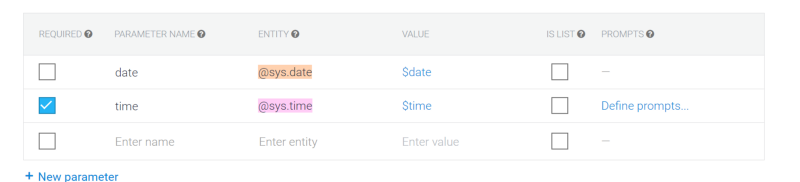 REQUIRED PARAMETER NAME ENTITY VALUE IS LIST PROMPTS
date @sys.date $date —
time @sys.time $time Define prompts...
Enter name Enter entity Enter value —
+ New parameter